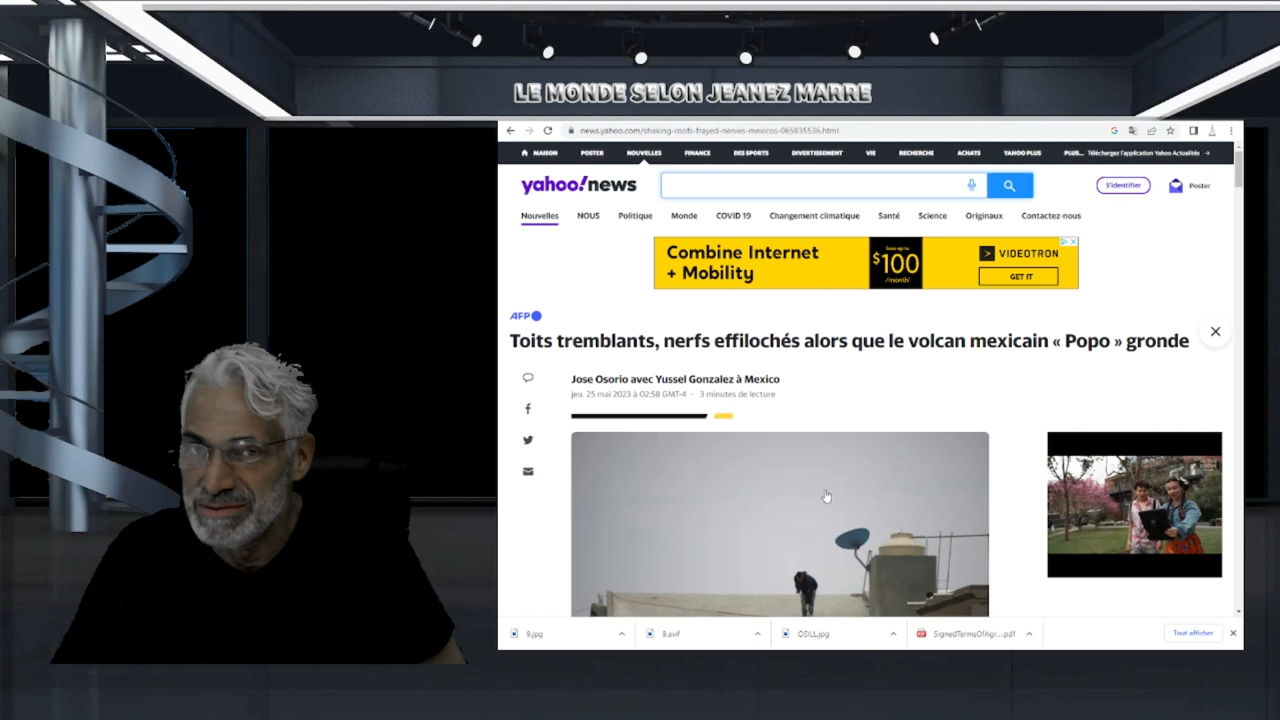 LE MONDE SELON JEANEZ MARRE
news.yahoo.com/shaking-roofs-frayed-nerves-mexicos-065835536.html
MAISON POSTER NOUVELLES FINANCE DES SPORTS DIVERTISSEMENT VIE RECHERCHE ACHATS YAHOO PLUS PLUS... Téléchargez l'application Yahoo Actualités →
yahoo!news
S'identifier
Poster
Nouvelles NOUS Politique Monde COVID 19 Changement climatique Santé Science Originaux Contactez-nous
Combine Internet
+ Mobility
Save up to
$100
/month
VIDEOTRON
GET IT
AFP
Toits tremblants, nerfs effilochés alors que le volcan mexicain « Popo » gronde
Jose Osorio avec Yussel Gonzalez à Mexico
jeu. 25 mai 2023 à 02:58 GMT-4 · 3 minutes de lecture
9.jpg 9.avif OEILL.jpg SignedTermsOfAgr....pdf Tout afficher